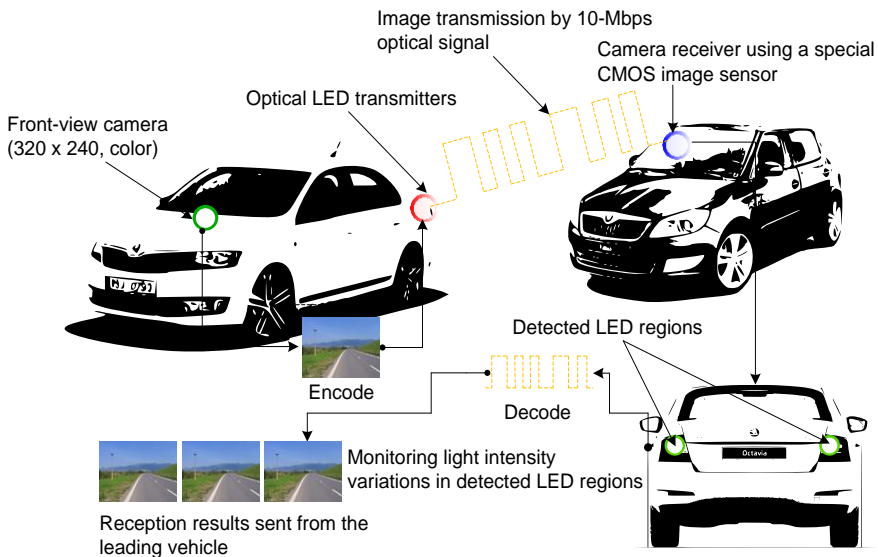 Image transmission by 10-Mbps
optical signal
Camera receiver using a special
CMOS image sensor
Optical LED transmitters
Front-view camera
(320 x 240, color)
Detected LED regions
Encode
Decode
Octavia
Monitoring light intensity
variations in detected LED regions
Reception results sent from the
leading vehicle